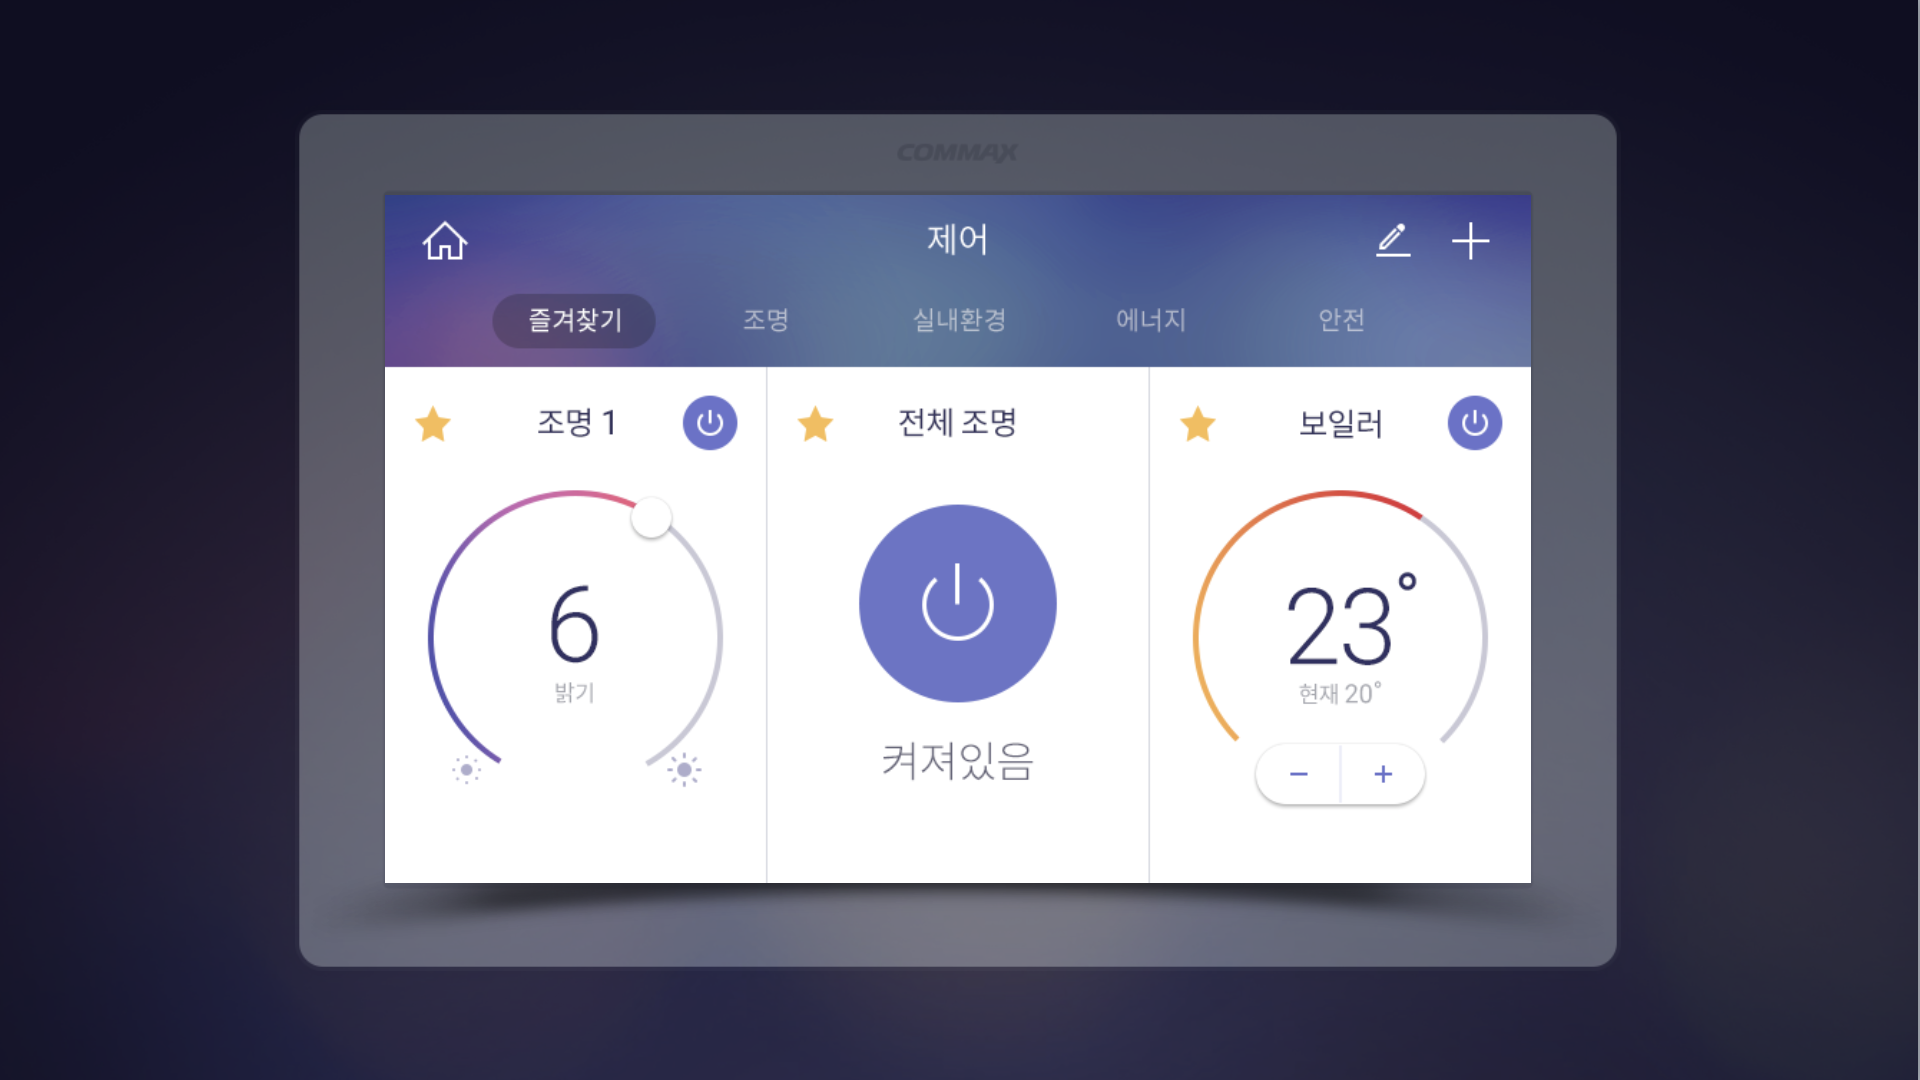 COMMAX
제어
즐겨찾기 조명 실내환경 에너지 안전
조명 1
6
밝기
전체 조명
켜져있음
보일러
23°
현재 20°
− +